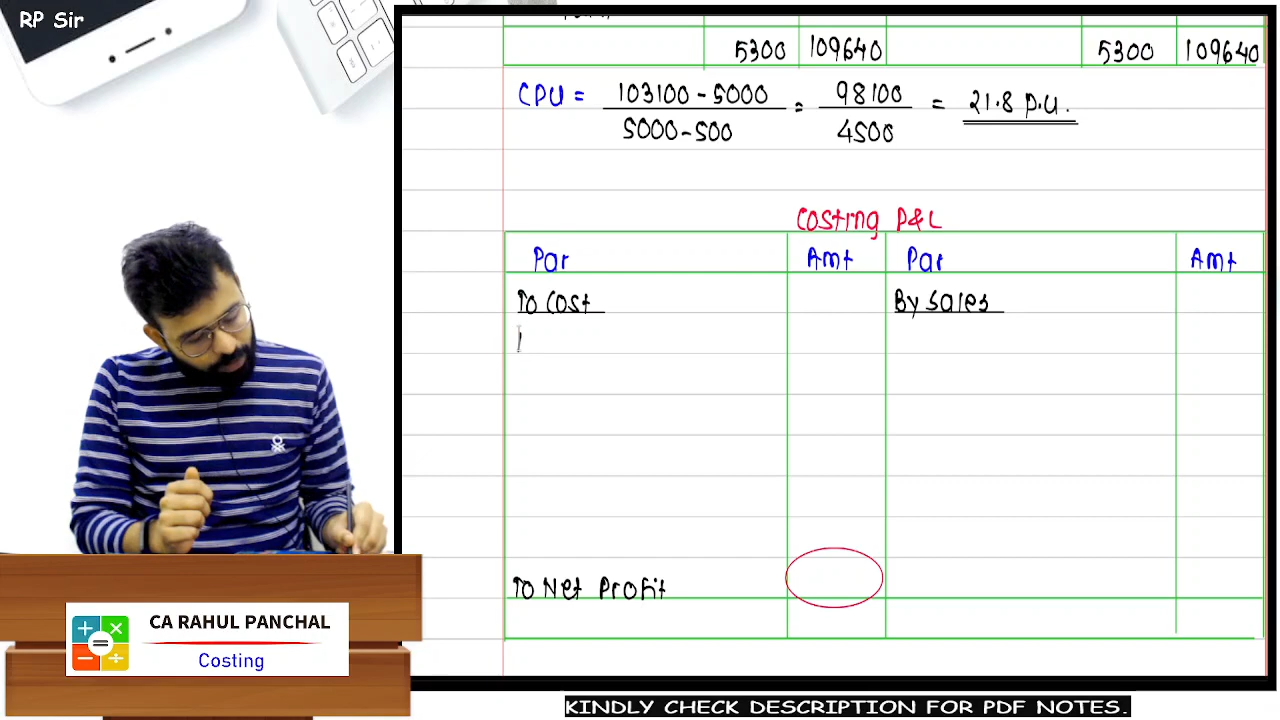 RP Sir
5300 109640 5300 109640
CPU = 103100 - 5000 / 5000 - 500 = 98100 / 4500 = 21.8 P.U.
Costing P&L
Par Amt Par Amt
To Cost By Sales
To Net Profit
CA RAHUL PANCHAL
Costing
KINDLY CHECK DESCRIPTION FOR PDF NOTES.